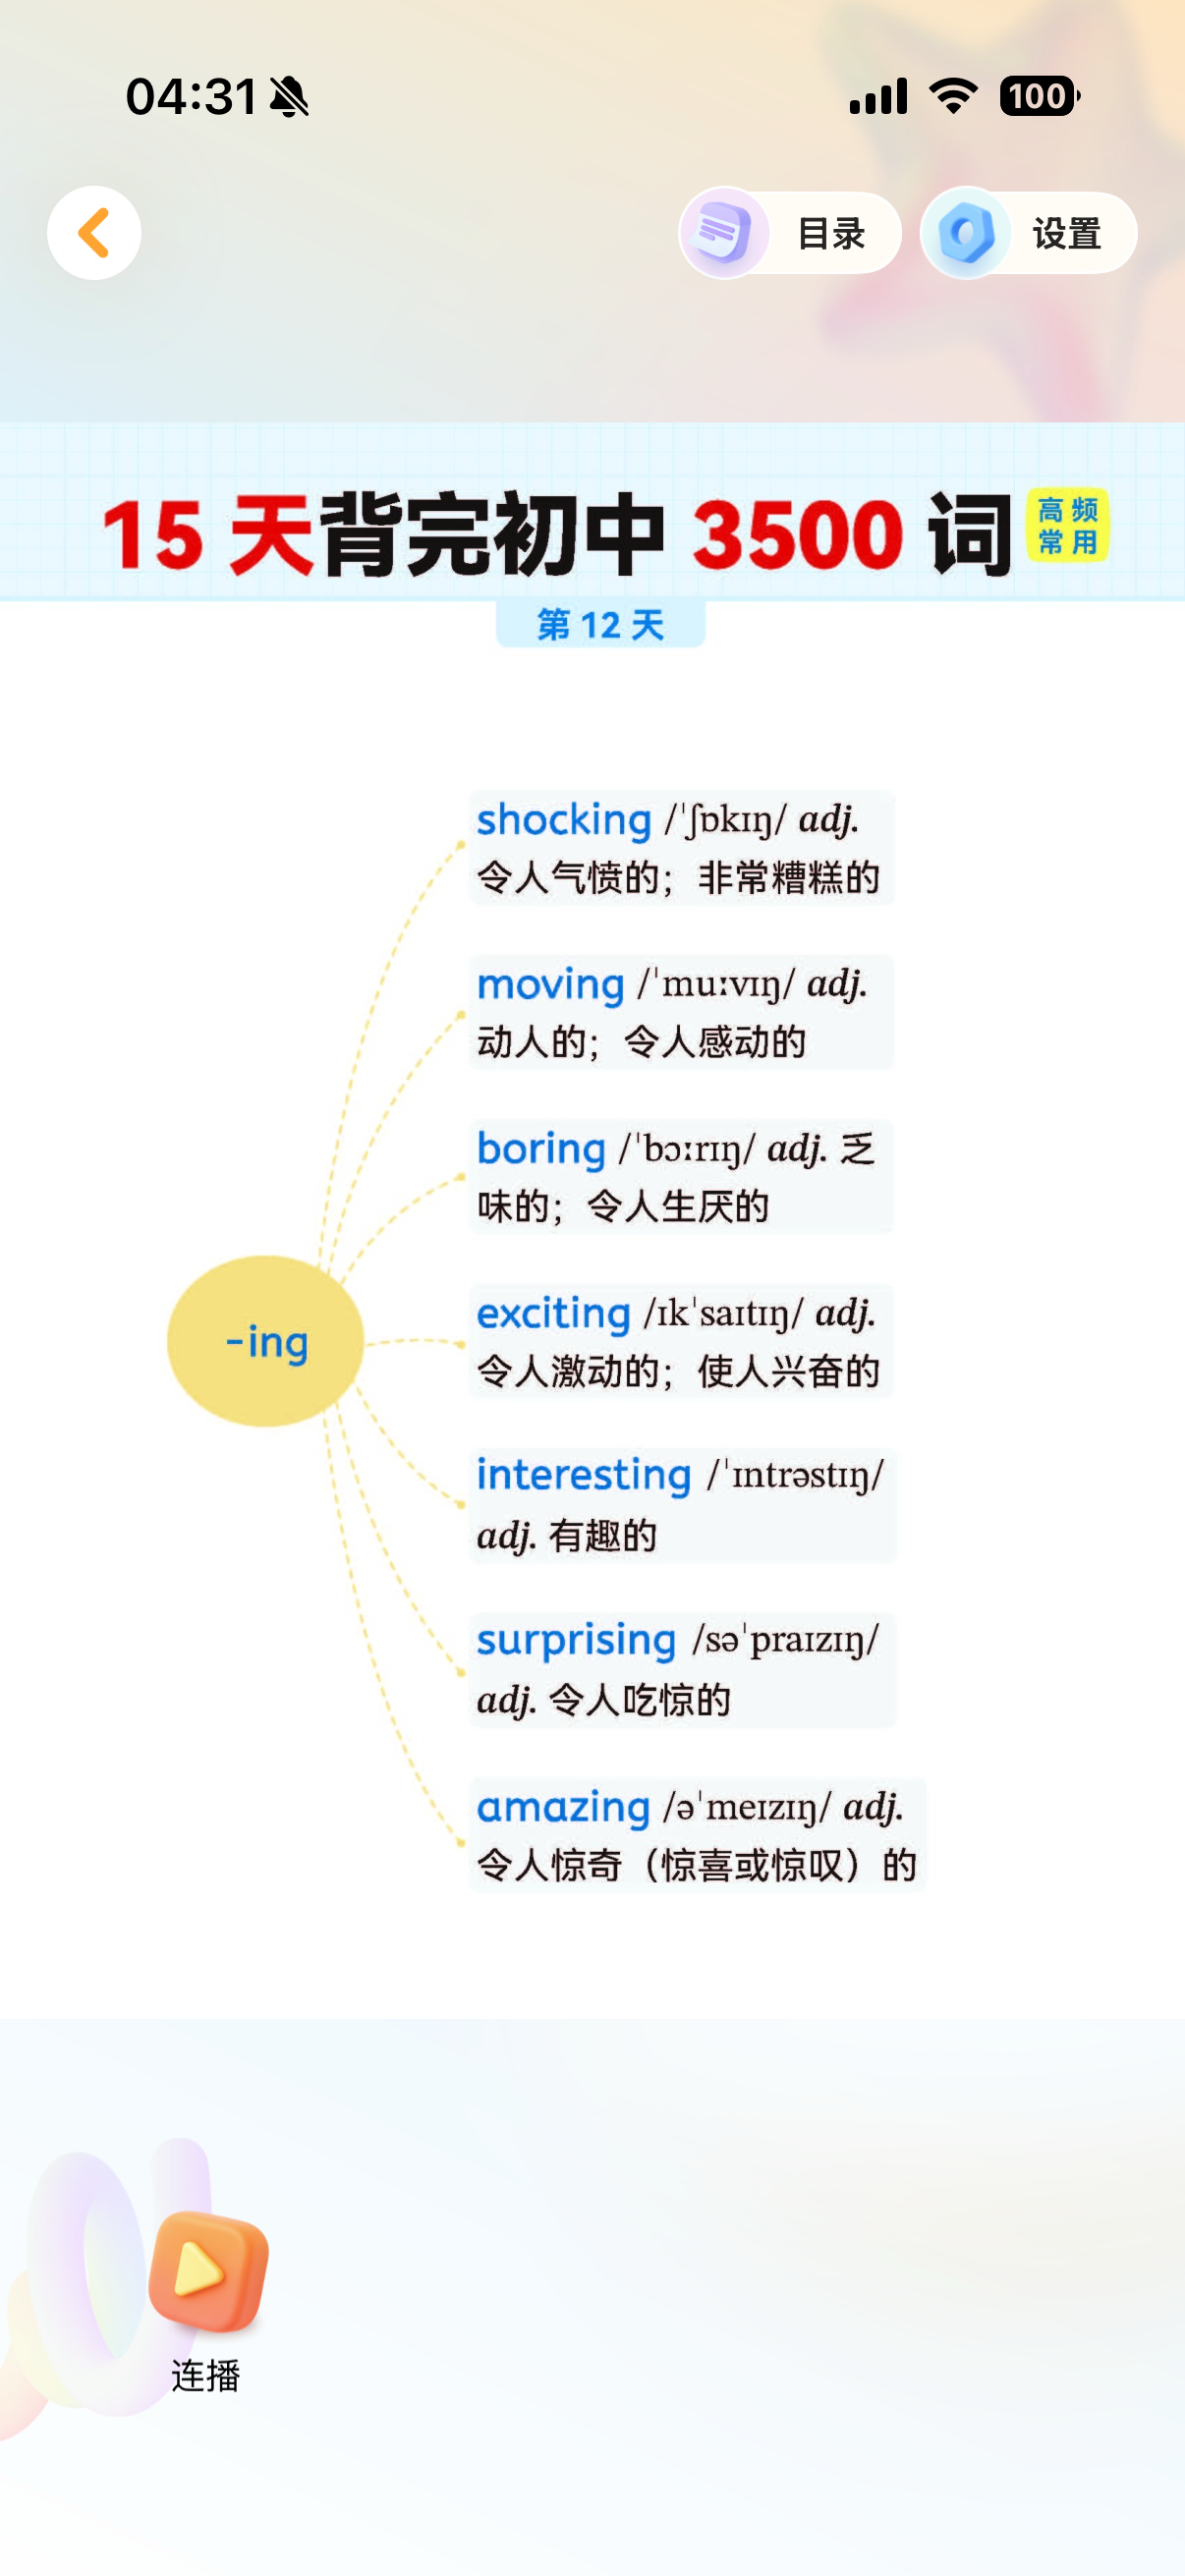 04:31
100
目录
设置
15 天背完初中 3500 词
高频
常用
第 12 天
shocking /ˈʃɒkɪŋ/ adj.
令人气愤的；非常糟糕的
moving /ˈmuːvɪŋ/ adj.
动人的；令人感动的
boring /ˈbɔːrɪŋ/ adj. 乏
味的；令人生厌的
-ing
exciting /ɪkˈsaɪtɪŋ/ adj.
令人激动的；使人兴奋的
interesting /ˈɪntrəstɪŋ/
adj. 有趣的
surprising /səˈpraɪzɪŋ/
adj. 令人吃惊的
amazing /əˈmeɪzɪŋ/ adj.
令人惊奇（惊喜或惊叹）的
连播